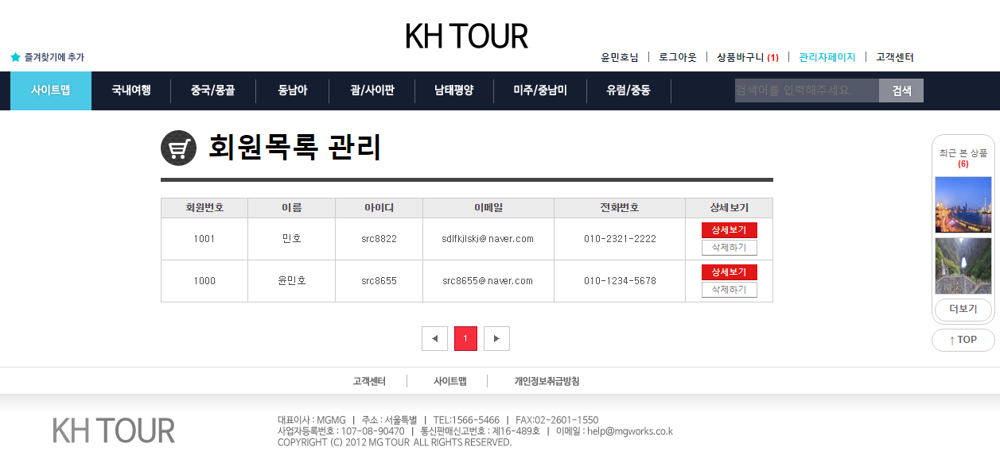 KH TOUR
즐겨찾기에 추가
윤민호님 | 로그아웃 | 상품바구니 (1) | 관리자페이지 | 고객센터
사이트맵 국내여행 중국/몽골 동남아 괌/사이판 남태평양 미주/중남미 유럼/중동 검색어를 입력해주세요. 검색
회원목록 관리
최근 본 상품
(6)
회원번호 이름 아이디 이메일 전화번호 상세보기
1001 민호 src8822 sdlfkjlskj@naver.com 010-2321-2222 상세보기
삭제하기
1000 윤민호 src8655 src8655@naver.com 010-1234-5678 상세보기
삭제하기
더보기
◀ 1 ▶
↑ TOP
고객센터 | 사이트맵 | 개인정보취급방침
KH TOUR
대표이사 : MGMG | 주소 : 서울특별 | TEL:1566-5466 | FAX:02-2601-1550
사업자등록번호 : 107-08-90470 | 통신판매신고번호 : 제16-489호 | 이메일 : help@mgworks.co.k
COPYRIGHT (C) 2012 MG TOUR ALL RIGHTS RESERVED.